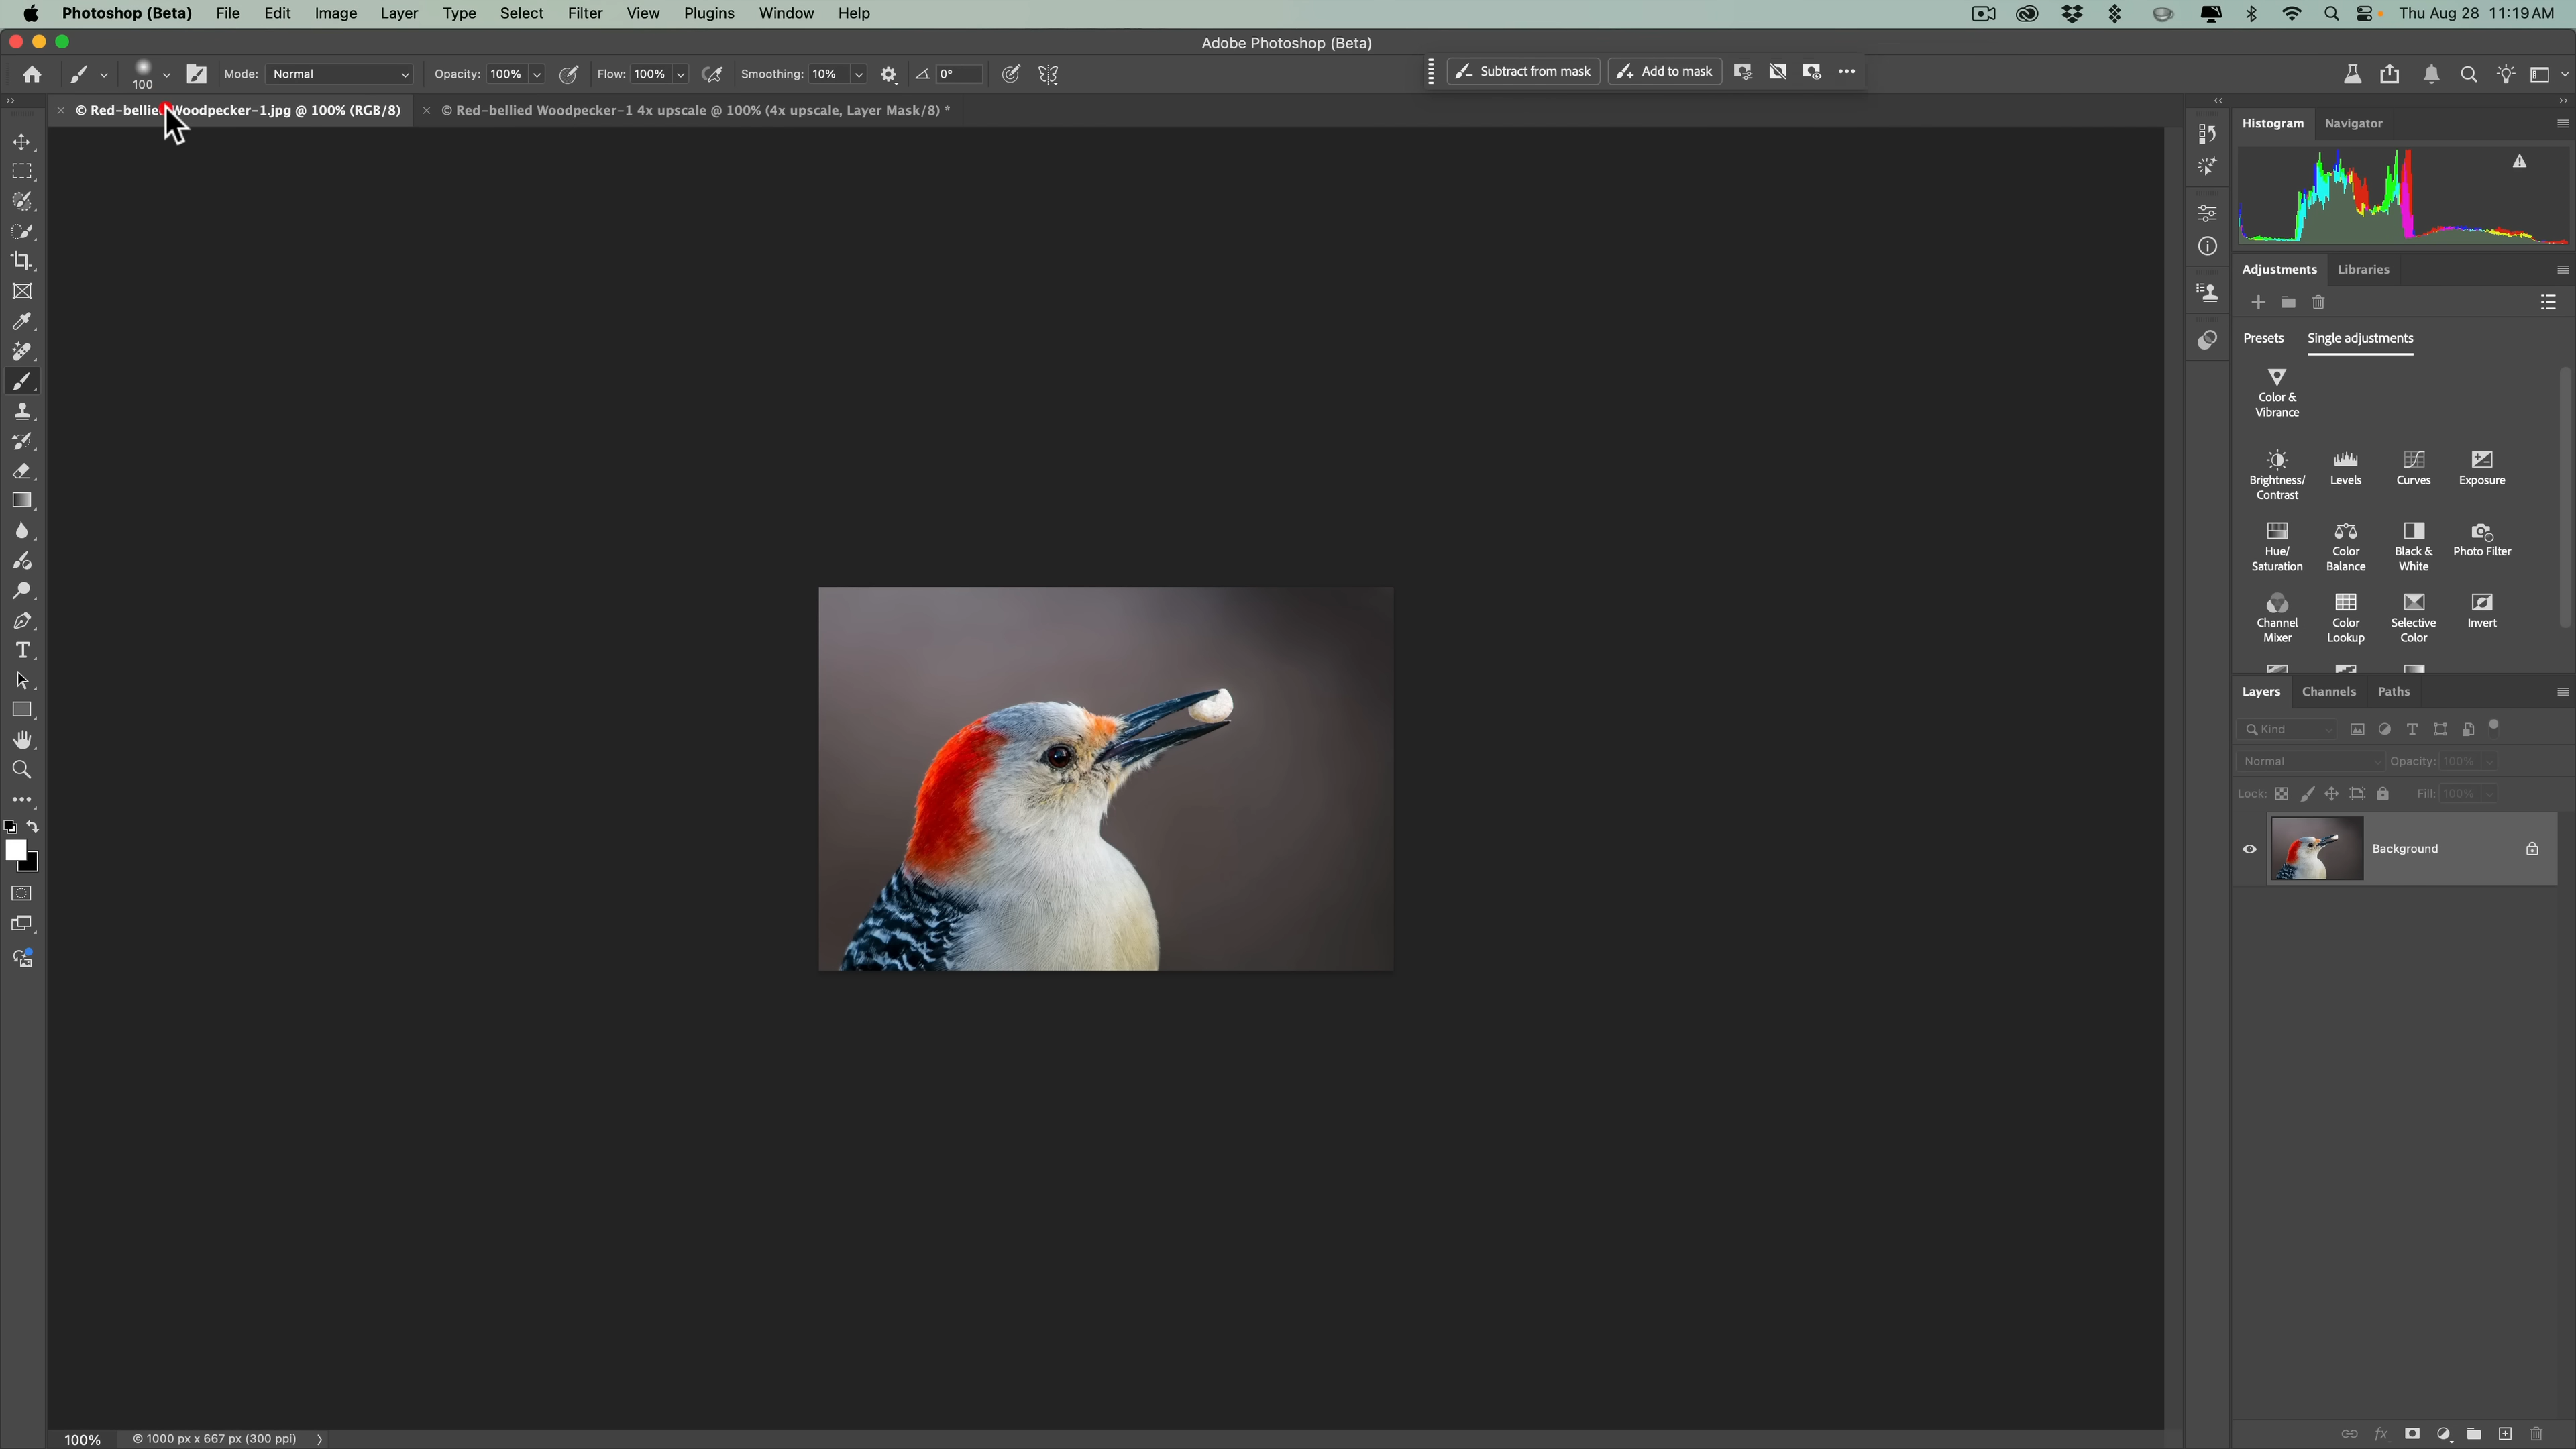 Photoshop (Beta) File Edit Image Layer Type Select Filter View Plugins Window Help Thu Aug 28 11:19 AM
Adobe Photoshop (Beta)
100 Mode: Normal Opacity: 100% Flow: 100% Smoothing: 10% 0° Subtract from mask Add to mask
© Red-bellied Woodpecker-1.jpg @ 100% (RGB/8) © Red-bellied Woodpecker-1 4x upscale @ 100% (4x upscale, Layer Mask/8) *
Histogram Navigator
Adjustments Libraries
Presets Single adjustments
Color &
Vibrance
Brightness/
Contrast
Levels
Curves
Exposure
Hue/
Saturation
Color
Balance
Black &
White
Photo Filter
Channel
Mixer
Color
Lookup
Selective
Color
Invert
Layers Channels Paths
Kind
Normal Opacity: 100%
Lock: Fill: 100%
Background
100% © 1000 px x 667 px (300 ppi)